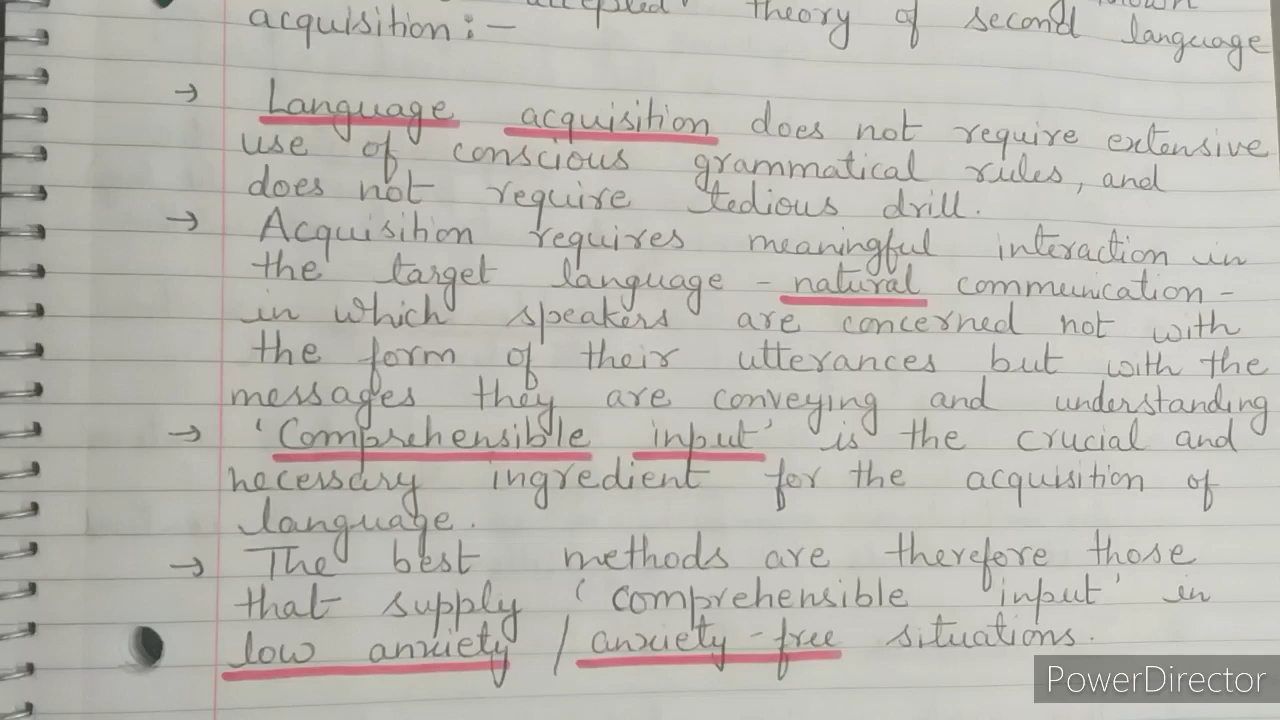 accepted theory of second language
acquisition :-
→ Language acquisition does not require extensive
use of conscious grammatical rules, and
does not require tedious drill.
→ Acquisition requires meaningful interaction in
the target language - natural communication -
in which speakers are concerned not with
the form of their utterances but with the
messages they are conveying and understanding
→ 'Comprehensible input' is the crucial and
necessary ingredient for the acquisition of
language.
→ The best methods are therefore those
that supply 'comprehensible input' in
low anxiety / anxiety-free situations.
PowerDirector